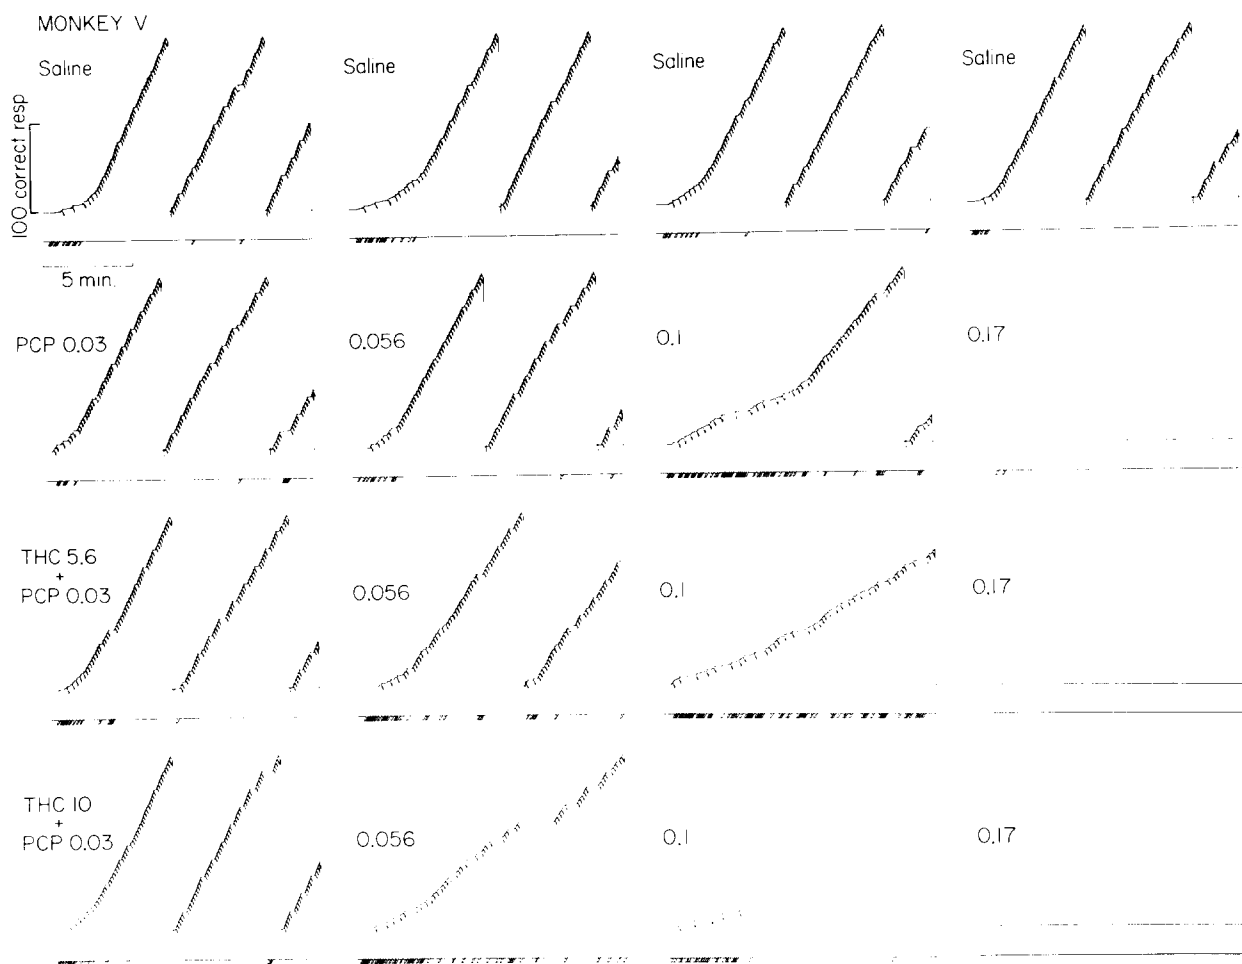 MONKEY V
Saline
Saline
Saline
Saline
100 correct resp
5 min.
PCP 0.03
0.056
0.1
0.17
THC 5.6
+
PCP 0.03
0.056
0.1
0.17
THC 10
+
PCP 0.03
0.056
0.1
0.17